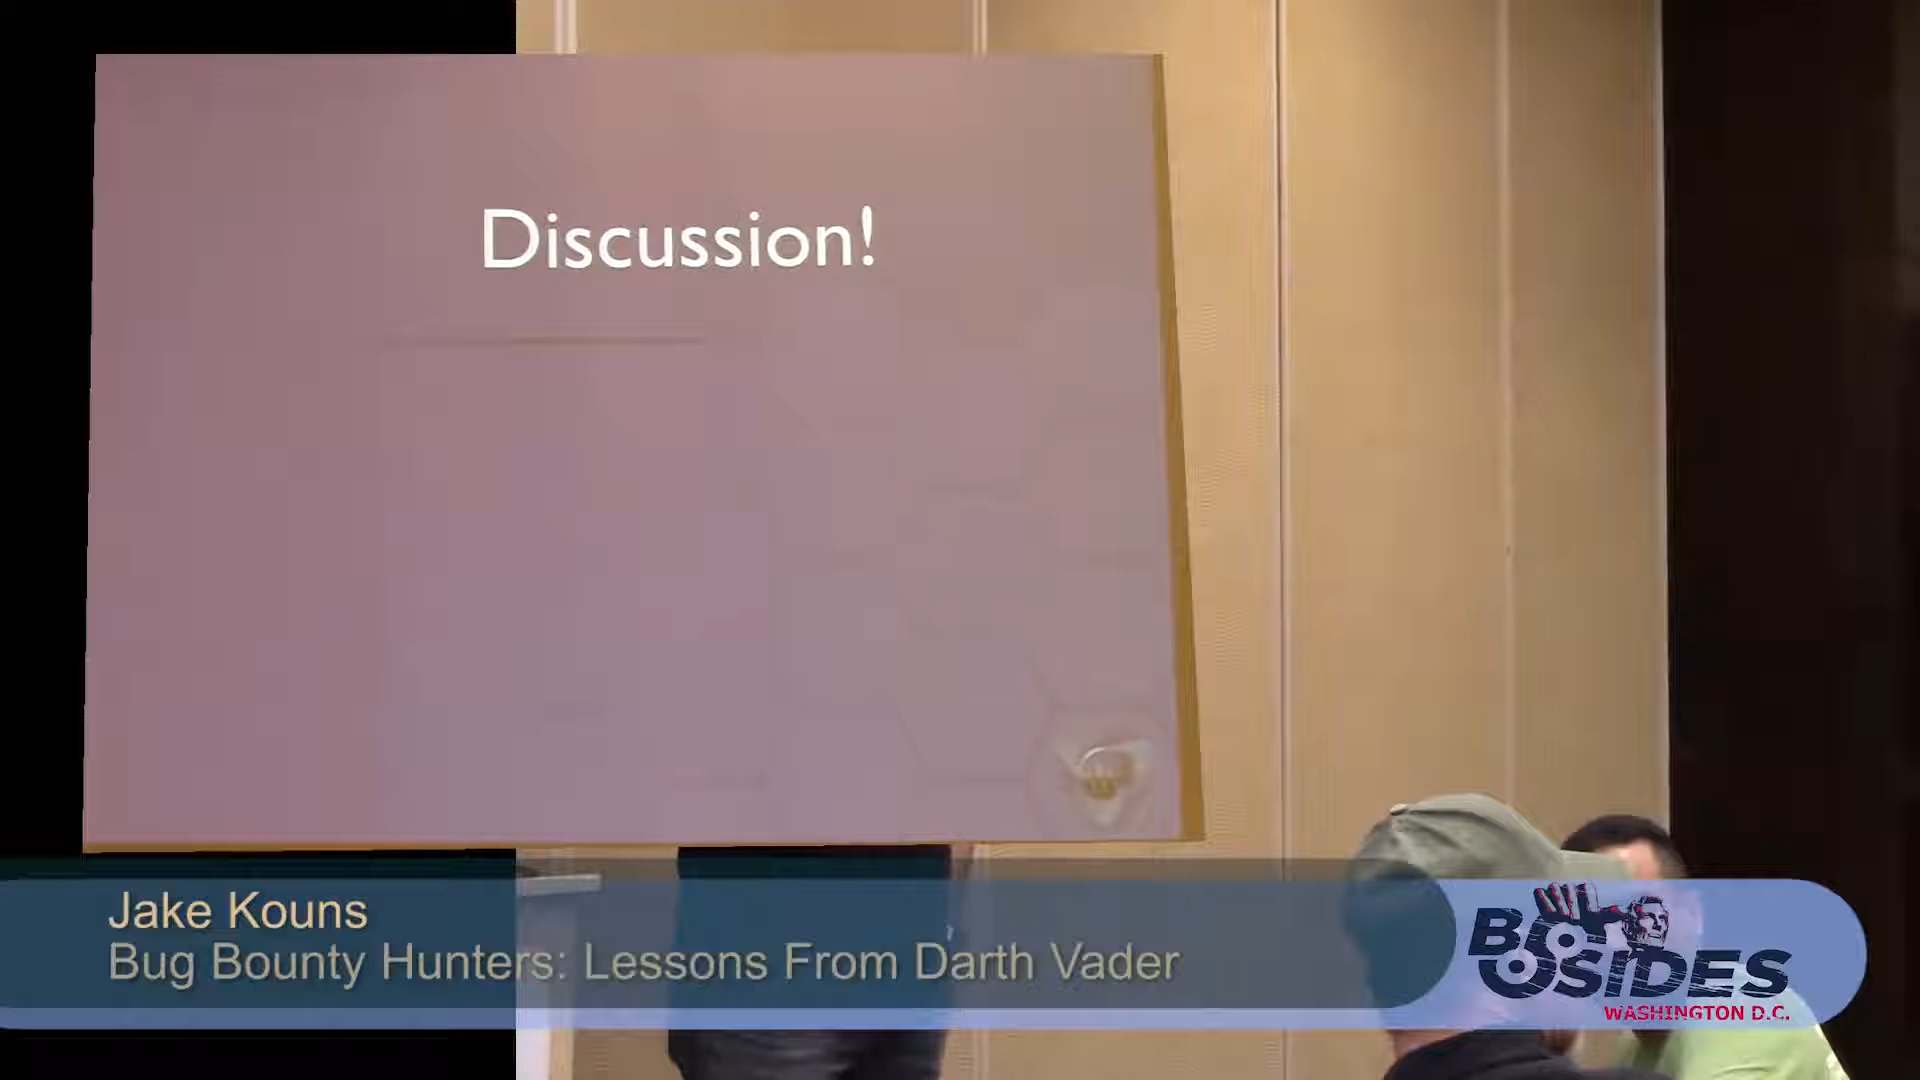 Discussion!
Jake Kouns
Bug Bounty Hunters: Lessons From Darth Vader
BSIDES
WASHINGTON D.C.